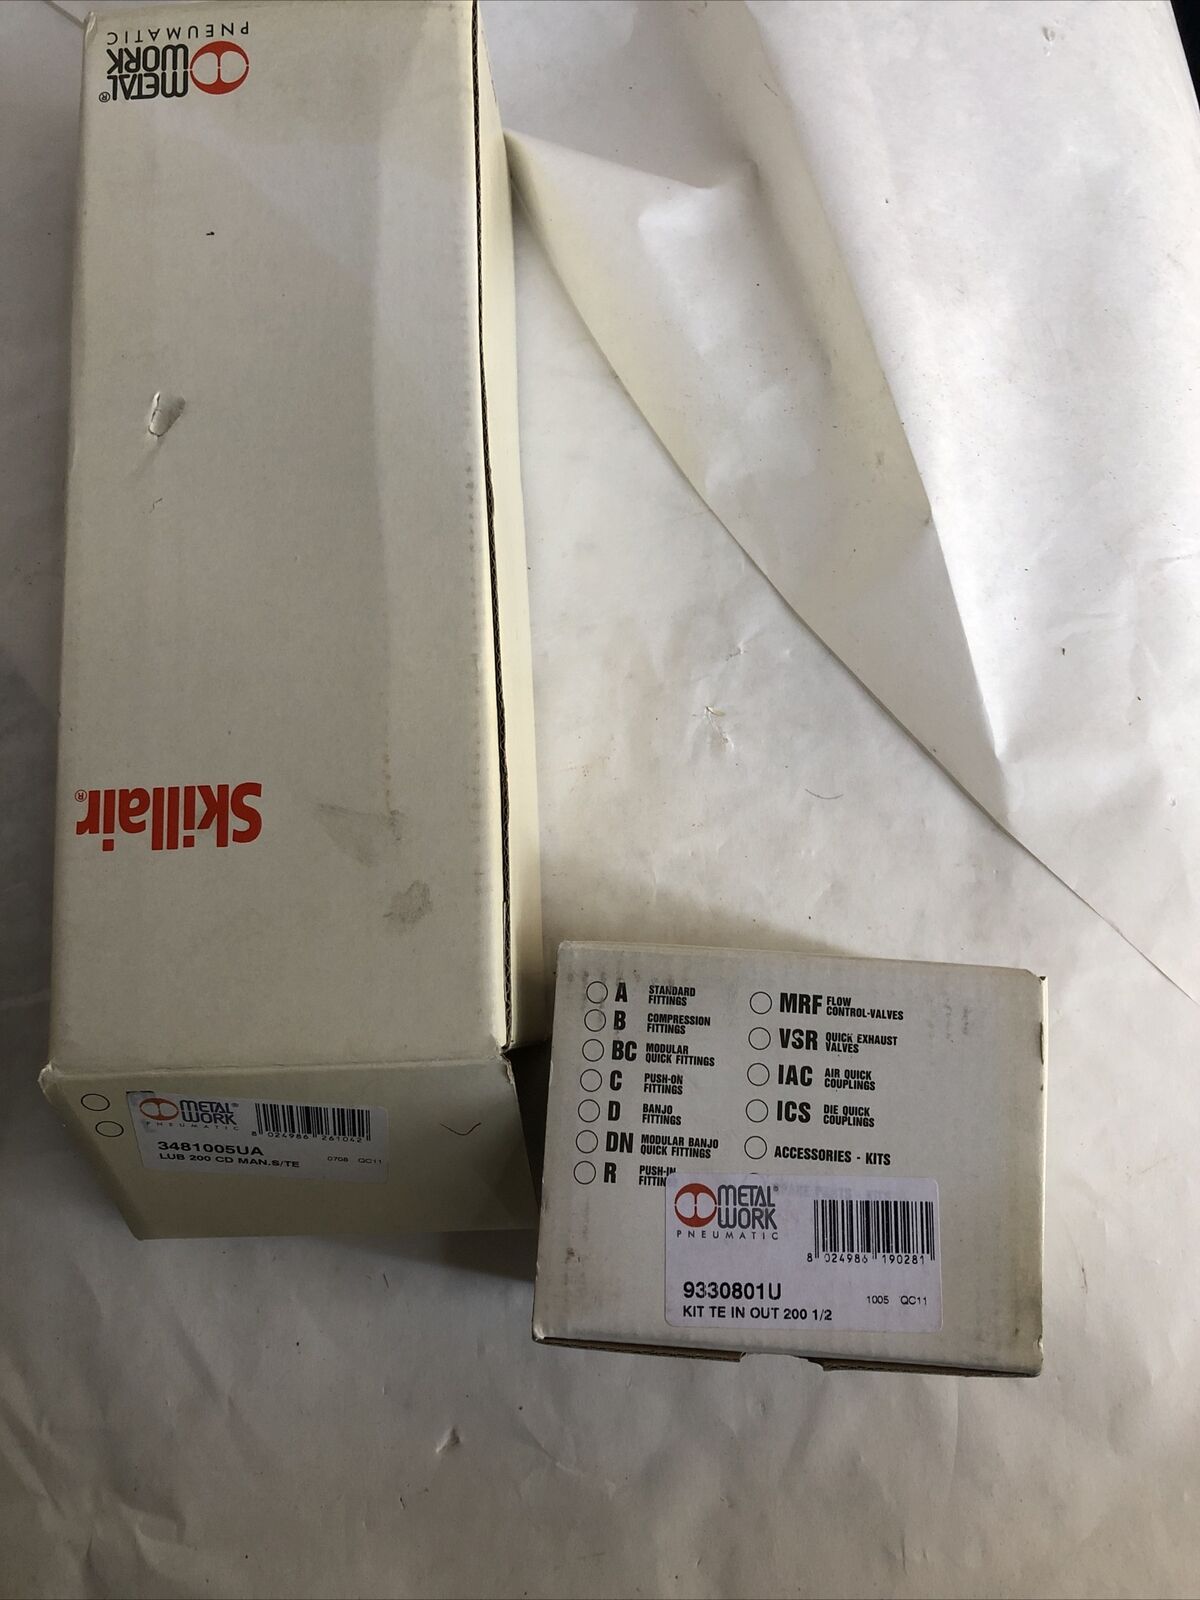 METAL®
WORK
PNEUMATIC
Skillair®
METAL®
WORK
PNEUMATIC
8 024986 261042
3481005UA
LUB 200 CD MAN.S/TE
0708 QC11
A STANDARD FITTINGS
B COMPRESSION FITTINGS
BC MODULAR QUICK FITTINGS
C PUSH-ON FITTINGS
D BANJO FITTINGS
DN MODULAR BANJO QUICK FITTINGS
R PUSH-IN
MRF FLOW CONTROL-VALVES
VSR QUICK EXHAUST VALVES
IAC AIR QUICK COUPLINGS
ICS DIE QUICK COUPLINGS
ACCESSORIES - KITS
METAL®
WORK
PNEUMATIC
8 024986 190281
9330801U
1005 QC11
KIT TE IN OUT 200 1/2